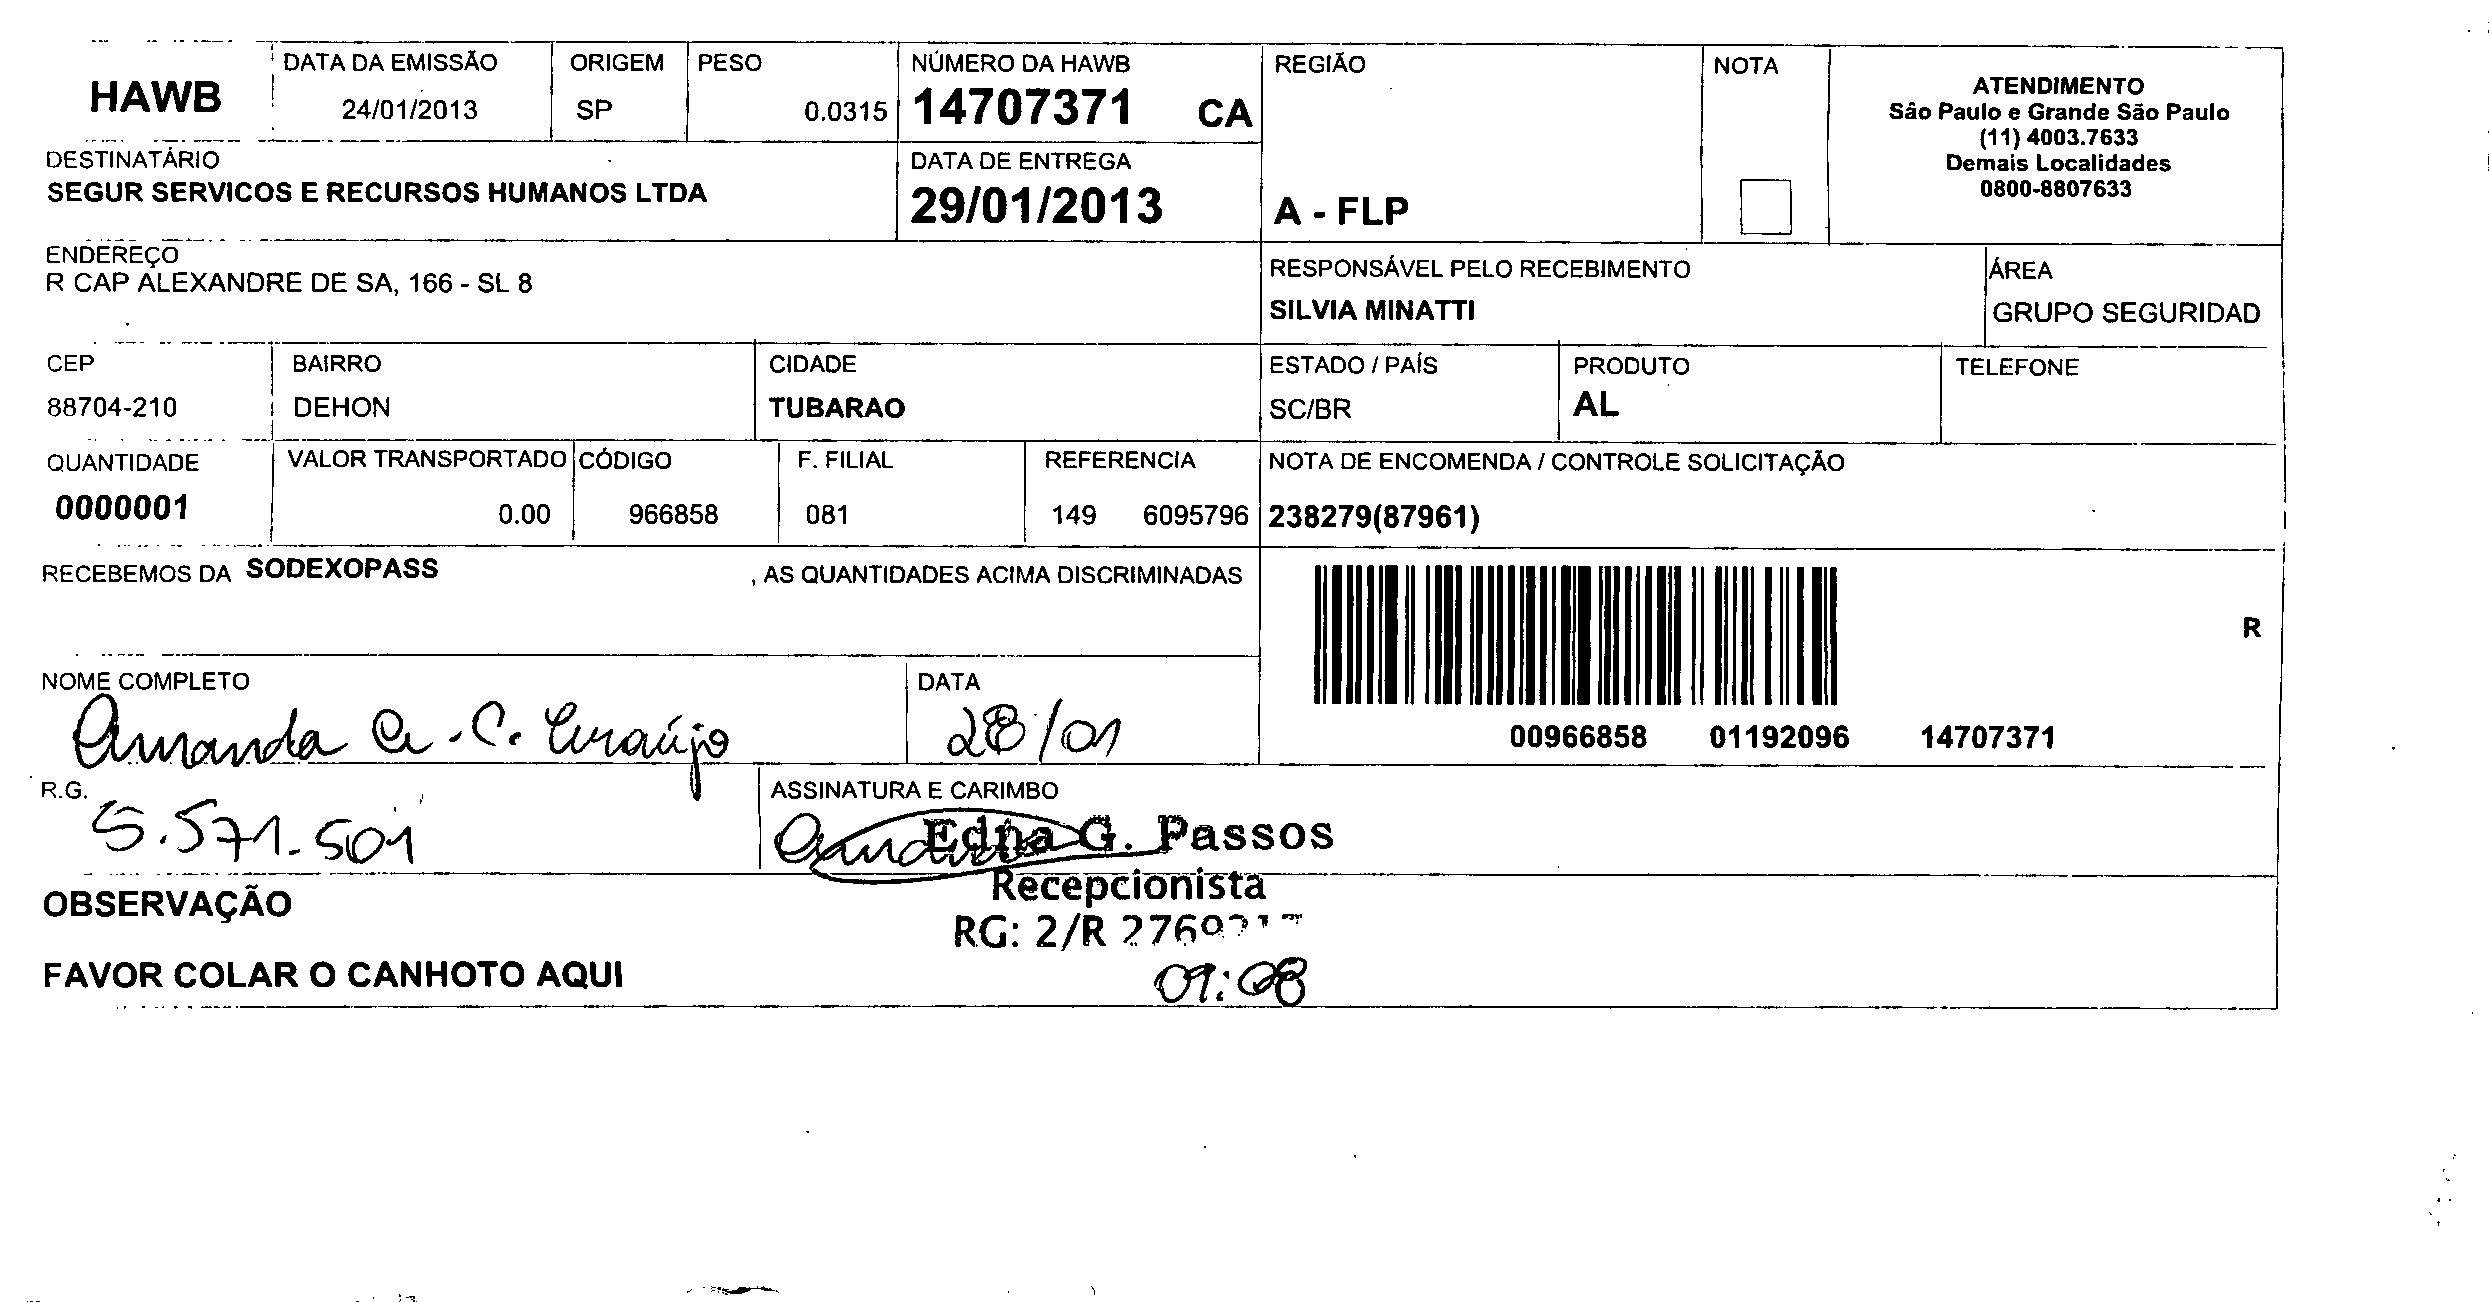 HAWB
DATA DA EMISSÃO
24/01/2013
ORIGEM
SP
PESO
0.0315
NÚMERO DA HAWB
14707371 CA
REGIÃO
A - FLP
NOTA
ATENDIMENTO
São Paulo e Grande São Paulo
(11) 4003.7633
Demais Localidades
0800-8807633
DESTINATÁRIO
SEGUR SERVICOS E RECURSOS HUMANOS LTDA
DATA DE ENTREGA
29/01/2013
ENDEREÇO
R CAP ALEXANDRE DE SA, 166 - SL 8
RESPONSÁVEL PELO RECEBIMENTO
SILVIA MINATTI
ÁREA
GRUPO SEGURIDAD
CEP
88704-210
BAIRRO
DEHON
CIDADE
TUBARAO
ESTADO / PAÍS
SC/BR
PRODUTO
AL
TELEFONE
QUANTIDADE
0000001
VALOR TRANSPORTADO
0.00
CÓDIGO
966858
F. FILIAL
081
REFERENCIA
149 6095796
NOTA DE ENCOMENDA / CONTROLE SOLICITAÇÃO
238279(87961)
RECEBEMOS DA SODEXOPASS , AS QUANTIDADES ACIMA DISCRIMINADAS
R
00966858 01192096 14707371
NOME COMPLETO
Amanda a. C. Araújo
DATA
28/01
R.G.
5.571.501
ASSINATURA E CARIMBO
Amanda
Edna G. Passos
Recepcionista
RG: 2/R
09:08
OBSERVAÇÃO
FAVOR COLAR O CANHOTO AQUI